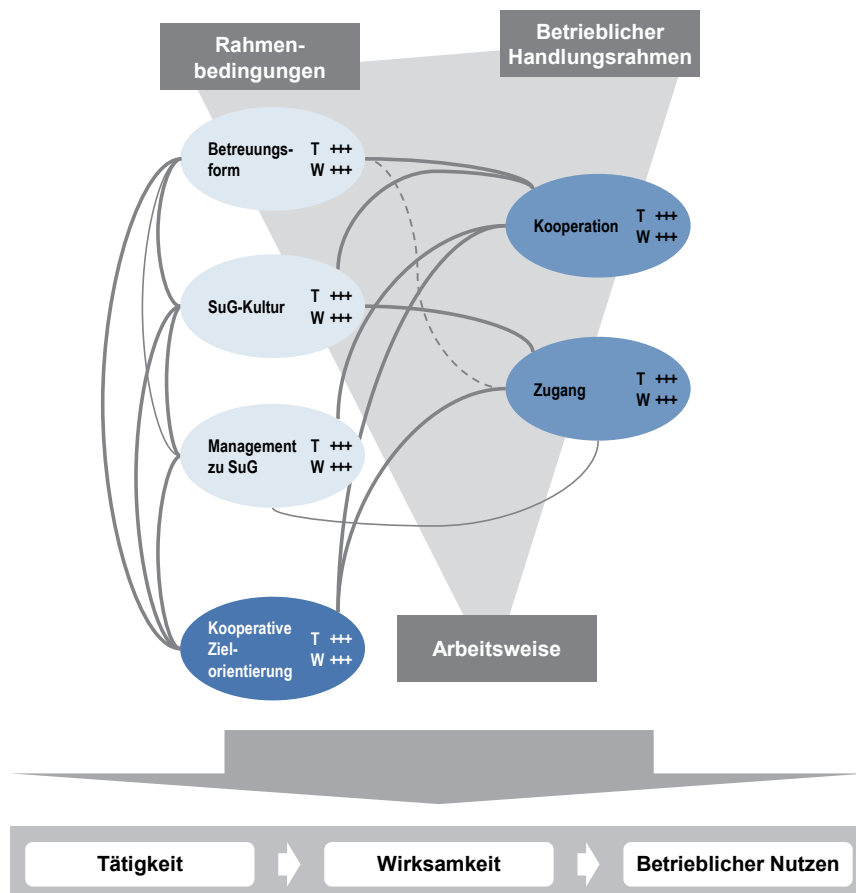 Rahmen-
bedingungen
Betrieblicher
Handlungsrahmen
Betreuungs-
form
T +++
W +++
Kooperation
T +++
W +++
SuG-Kultur
T +++
W +++
Zugang
T +++
W +++
Management
zu SuG
T +++
W +++
Kooperative
Ziel-
orientierung
T +++
W +++
Arbeitsweise
Tätigkeit
Wirksamkeit
Betrieblicher Nutzen